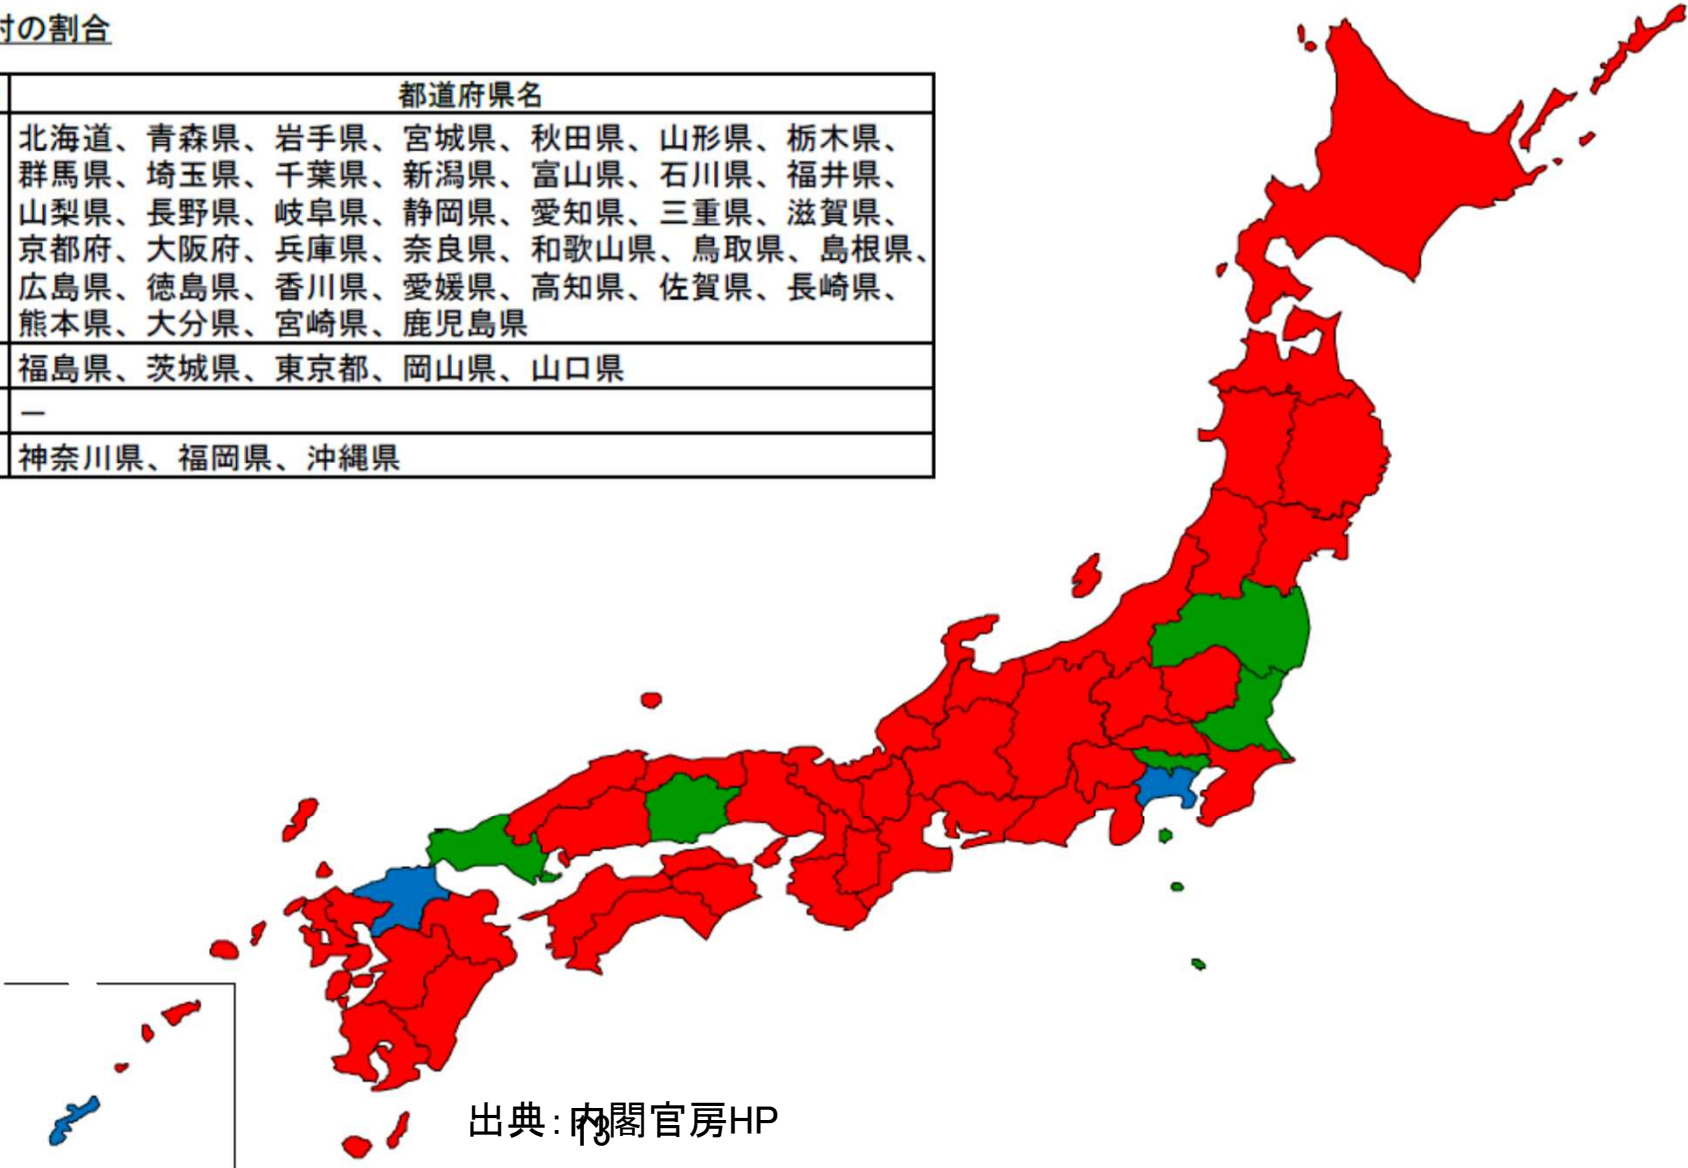 村の割合
都道府県名
北海道、青森県、岩手県、宮城県、秋田県、山形県、栃木県、
群馬県、埼玉県、千葉県、新潟県、富山県、石川県、福井県、
山梨県、長野県、岐阜県、静岡県、愛知県、三重県、滋賀県、
京都府、大阪府、兵庫県、奈良県、和歌山県、鳥取県、島根県、
広島県、徳島県、香川県、愛媛県、高知県、佐賀県、長崎県、
熊本県、大分県、宮崎県、鹿児島県
福島県、茨城県、東京都、岡山県、山口県
－
神奈川県、福岡県、沖縄県
出典：内閣官房HP
13